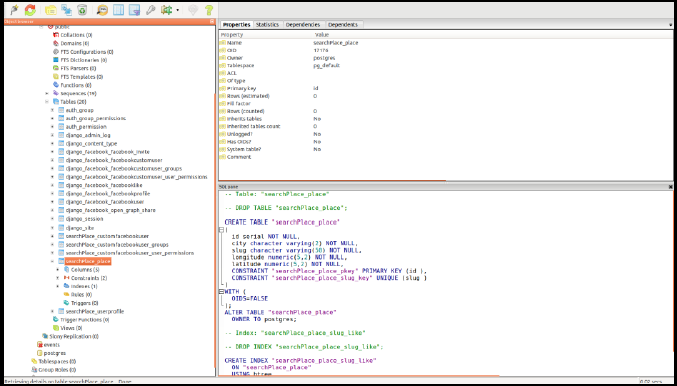 public
Collations (0)
Domains (0)
FTS Configurations (0)
FTS Dictionaries (0)
FTS Parsers (0)
FTS Templates (0)
Functions (0)
Sequences (19)
Tables (20)
auth_group
auth_group_permissions
auth_permission
django_admin_log
django_content_type
django_facebook_facebook_invite
django_facebook_facebookcustomuser
django_facebook_facebookcustomuser_groups
django_facebook_facebookcustomuser_user_permissions
django_facebook_facebooklike
django_facebook_facebookprofile
django_facebook_facebookuser
django_facebook_open_graph_share
django_session
django_site
searchPlace_customfacebookuser
searchPlace_customfacebookuser_groups
searchPlace_customfacebookuser_user_permissions
searchPlace_place
Columns (5)
Constraints (2)
Indexes (1)
Rules (0)
Triggers (0)
searchPlace_userprofile
Trigger Functions (0)
Views (0)
Slony Replication (0)
events
postgres
Tablespaces (0)
Group Roles (0)
Retrieving details on table searchPlace_place... Done.
Properties Statistics Dependencies Dependents
Property Value
Name searchPlace_place
OID
Owner postgres
Tablespace pg_default
ACL
Of type
Primary key id
Rows (estimated) 0
Fill factor
Rows (counted) 0
Inherits tables No
Inherited tables count 0
Unlogged? No
Has OIDs? No
System table? No
Comment
SQL pane
-- Table: "searchPlace_place"
-- DROP TABLE "searchPlace_place";
CREATE TABLE "searchPlace_place"
(
id serial NOT NULL,
city character varying(2) NOT NULL,
slug character varying(50) NOT NULL,
longitude numeric(5,2) NOT NULL,
latitude numeric(5,2) NOT NULL,
CONSTRAINT "searchPlace_place_pkey" PRIMARY KEY (id ),
CONSTRAINT "searchPlace_place_slug_key" UNIQUE (slug )
)
WITH (
OIDS=FALSE
);
ALTER TABLE "searchPlace_place"
OWNER TO postgres;
-- Index: "searchPlace_place_slug_like"
-- DROP INDEX "searchPlace_place_slug_like";
CREATE INDEX "searchPlace_place_slug_like"
ON "searchPlace_place"
USING btree
0.02 secs